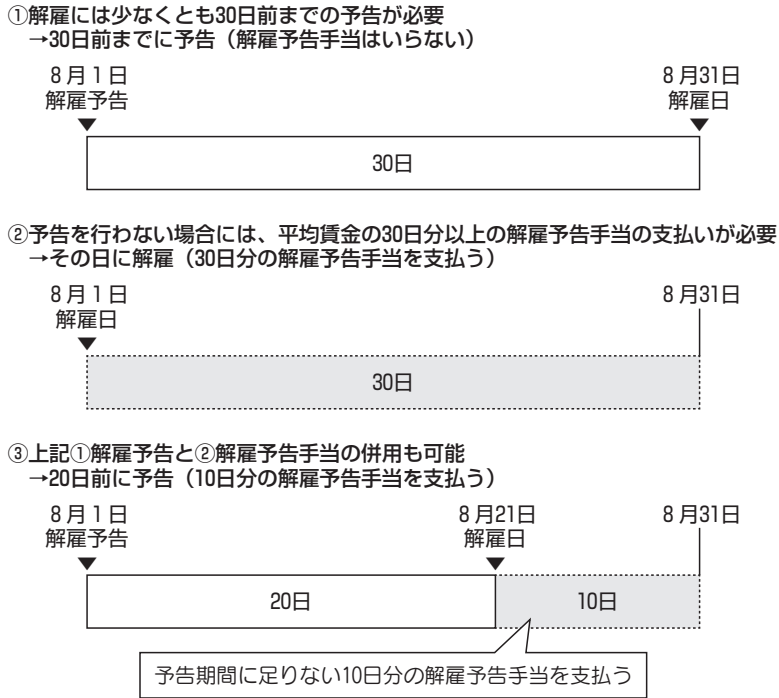 ①解雇には少なくとも30日前までの予告が必要
→30日前までに予告（解雇予告手当はいらない）
8月1日
解雇予告
8月31日
解雇日
30日
②予告を行わない場合には、平均賃金の30日分以上の解雇予告手当の支払いが必要
→その日に解雇（30日分の解雇予告手当を支払う）
8月1日
解雇日
8月31日
30日
③上記①解雇予告と②解雇予告手当の併用も可能
→20日前に予告（10日分の解雇予告手当を支払う）
8月1日
解雇予告
8月21日
解雇日
8月31日
20日
10日
予告期間に足りない10日分の解雇予告手当を支払う